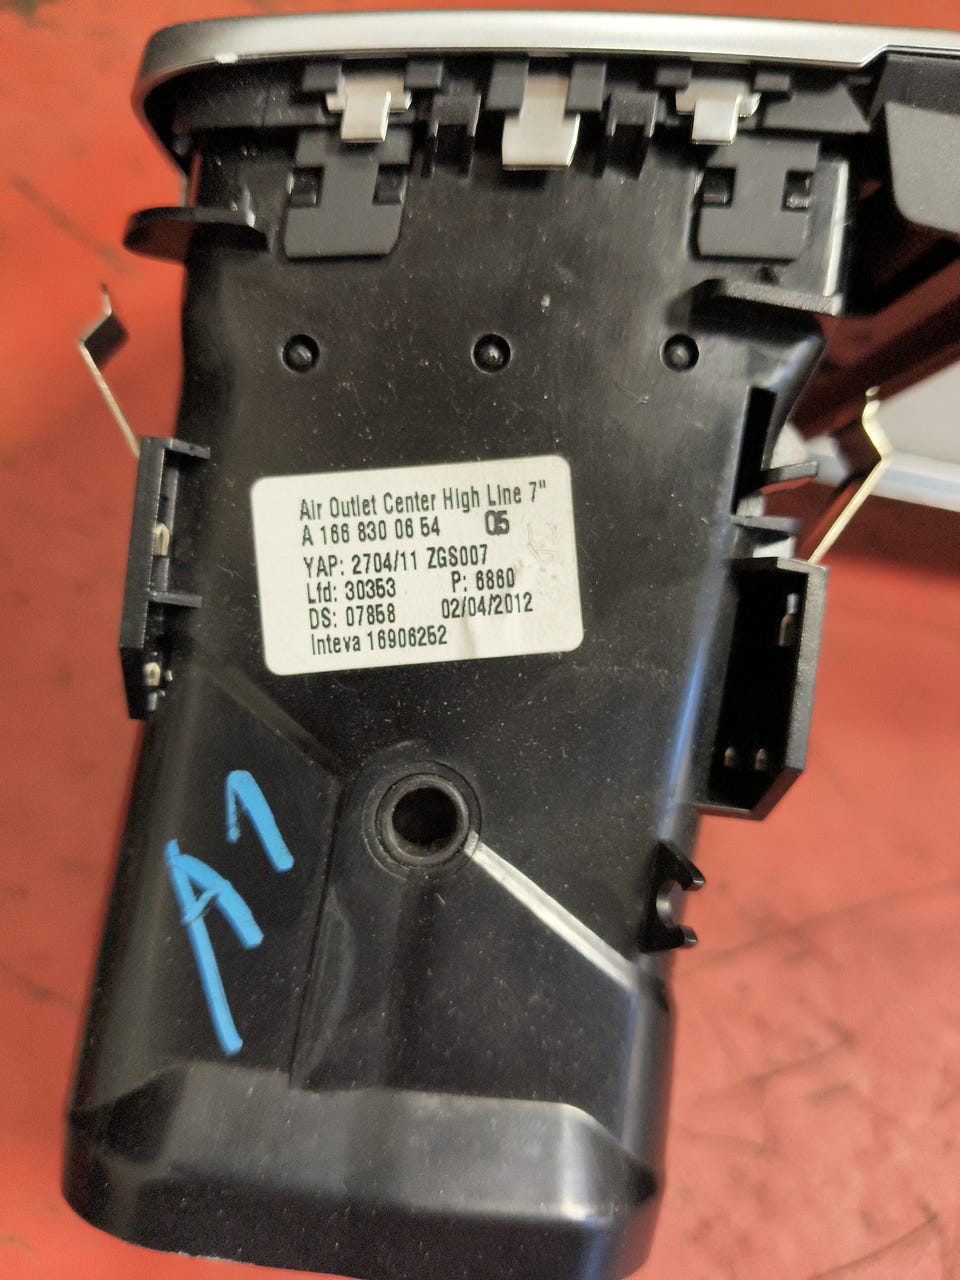 Air Outlet Center High Line 7"
A 166 830 06 54 05
YAP: 2704/11 ZGS007
Lfd: 30353 P: 6860
DS: 07858 02/04/2012
Inteva 16906252
A1